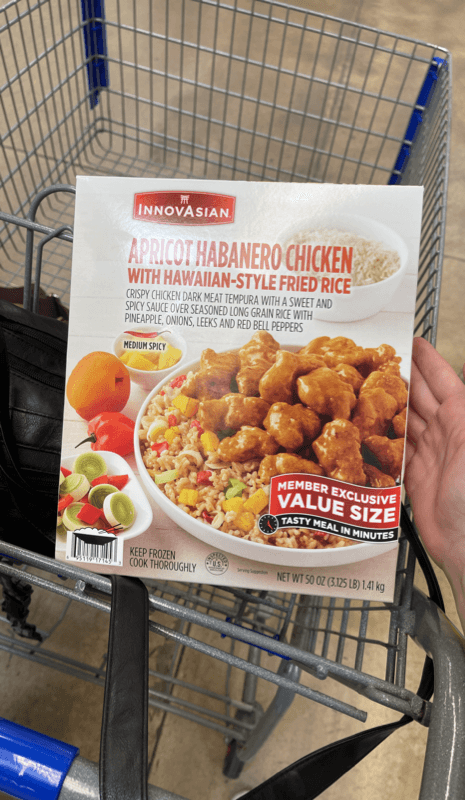 INNOVASIAN
APRICOT HABANERO CHICKEN
WITH HAWAIIAN-STYLE FRIED RICE
CRISPY CHICKEN DARK MEAT TEMPURA WITH A SWEET AND
SPICY SAUCE OVER SEASONED LONG GRAIN RICE WITH
PINEAPPLE, ONIONS, LEEKS AND RED BELL PEPPERS
MEDIUM SPICY
MEMBER EXCLUSIVE
VALUE SIZE
TASTY MEAL IN MINUTES
KEEP FROZEN
COOK THOROUGHLY
Serving Suggestion
NET WT 50 OZ (3.125 LB) 1.41 kg